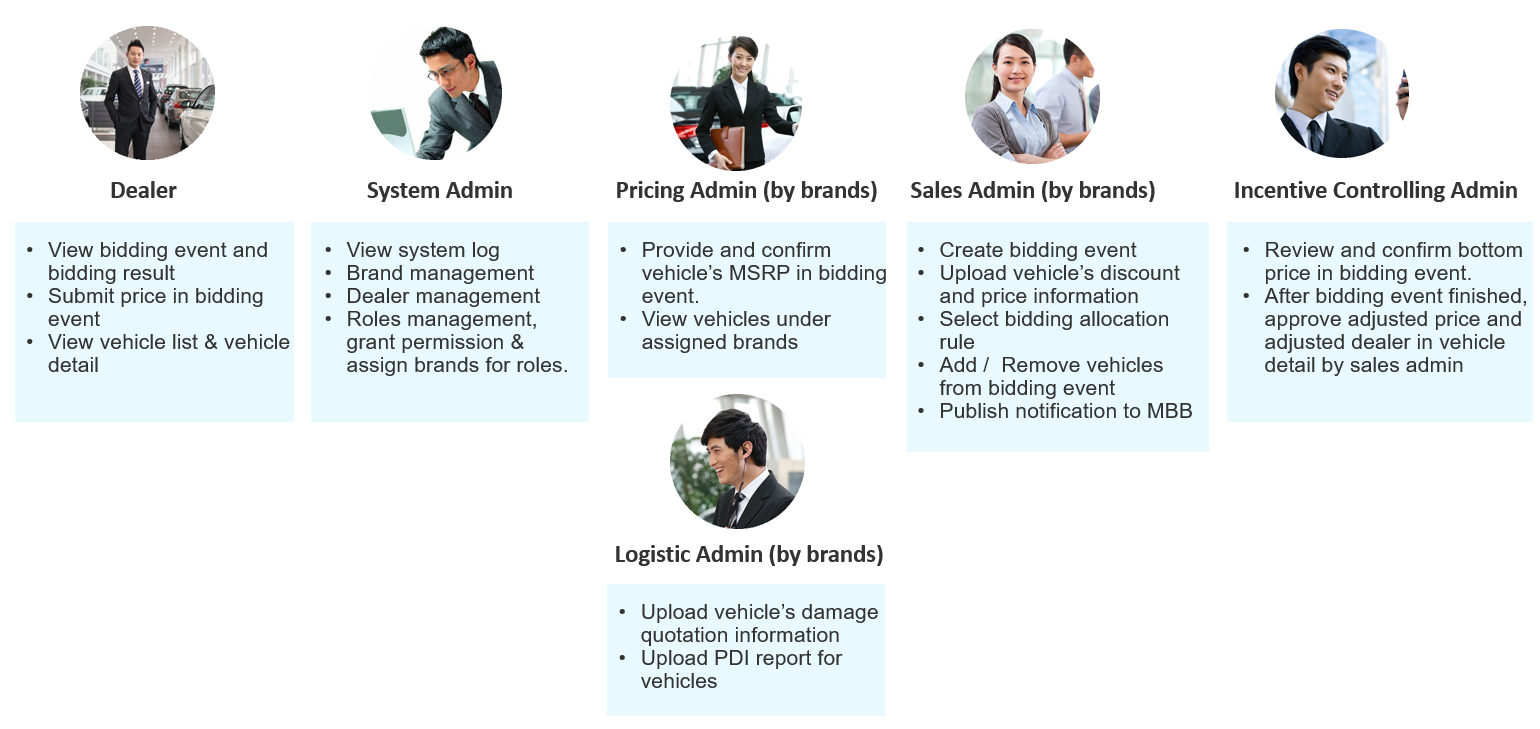 Dealer
• View bidding event and
bidding result
• Submit price in bidding
event
• View vehicle list & vehicle
detail
System Admin
• View system log
• Brand management
• Dealer management
• Roles management,
grant permission &
assign brands for roles.
Pricing Admin (by brands)
• Provide and confirm
vehicle’s MSRP in bidding
event.
• View vehicles under
assigned brands
Logistic Admin (by brands)
• Upload vehicle’s damage
quotation information
• Upload PDI report for
vehicles
Sales Admin (by brands)
• Create bidding event
• Upload vehicle’s discount
and price information
• Select bidding allocation
rule
• Add /  Remove vehicles
from bidding event
• Publish notification to MBB
Incentive Controlling Admin
• Review and confirm bottom
price in bidding event.
• After bidding event finished,
approve adjusted price and
adjusted dealer in vehicle
detail by sales admin